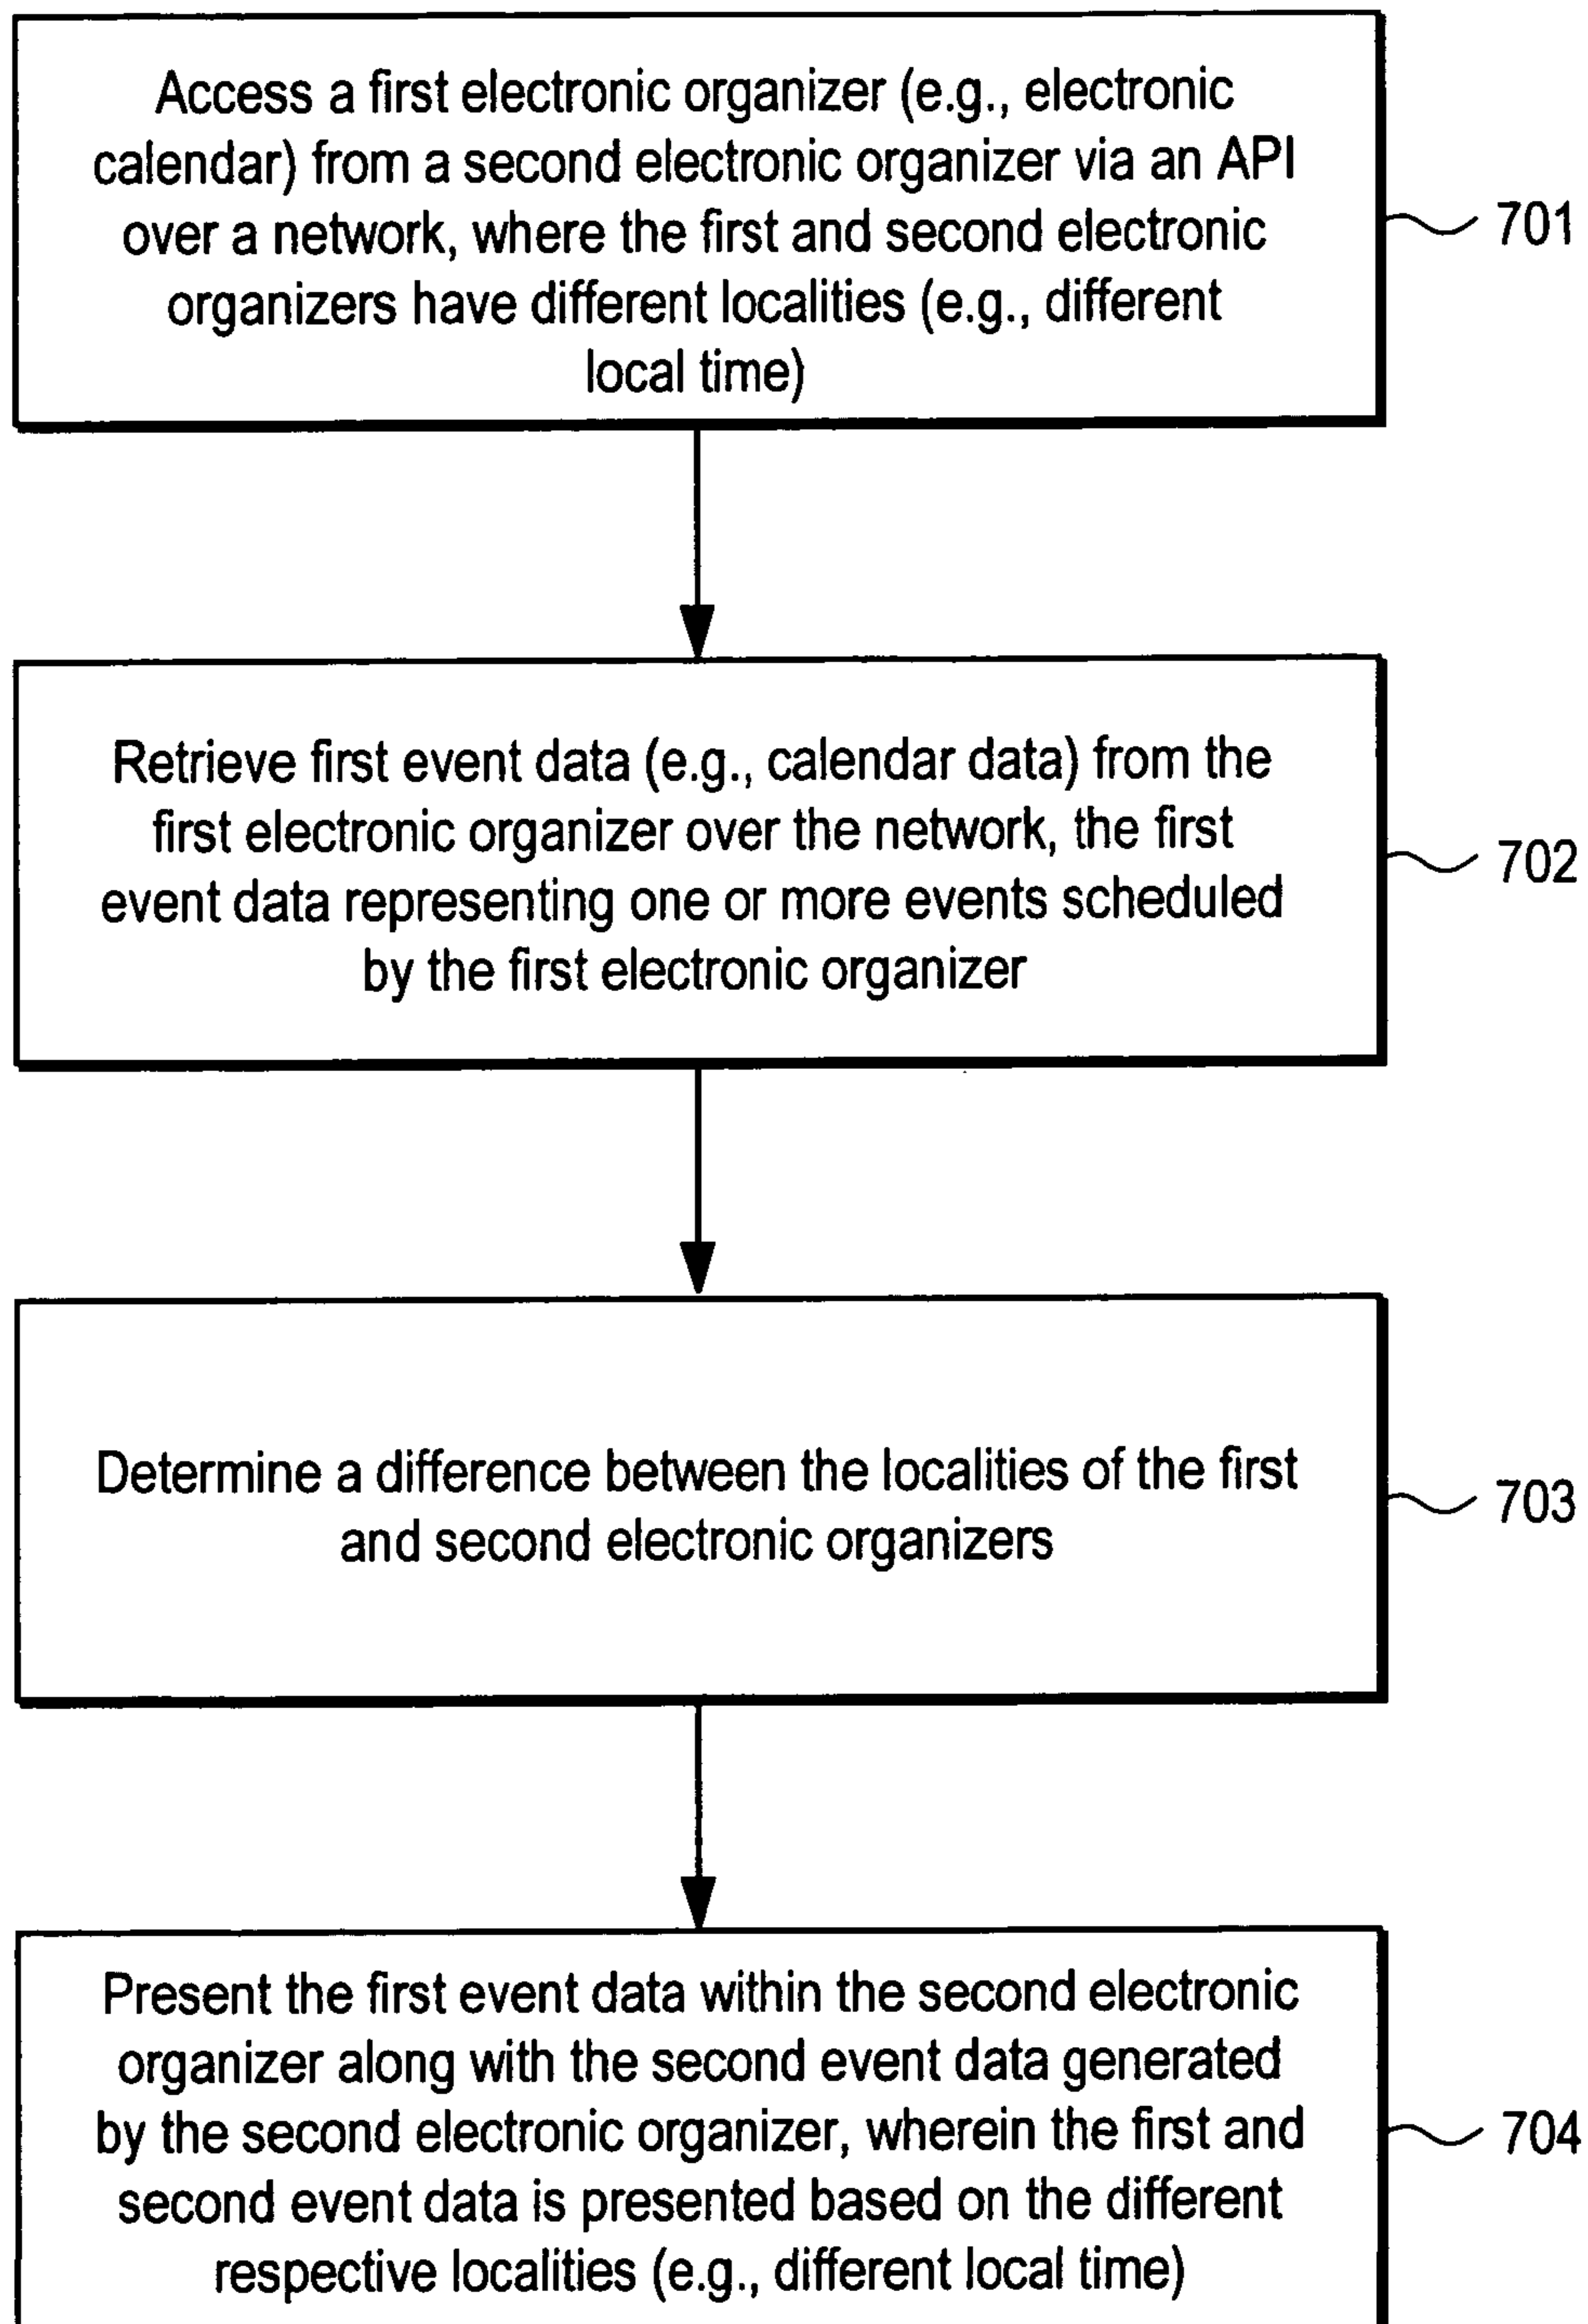 Access a first electronic organizer (e.g., electronic
calendar) from a second electronic organizer via an API
over a network, where the first and second electronic
organizers have different localities (e.g., different
local time)
701
Retrieve first event data (e.g., calendar data) from the
first electronic organizer over the network, the first
event data representing one or more events scheduled
by the first electronic organizer
702
Determine a difference between the localities of the first
and second electronic organizers
703
Present the first event data within the second electronic
organizer along with the second event data generated
by the second electronic organizer, wherein the first and
second event data is presented based on the different
respective localities (e.g., different local time)
704